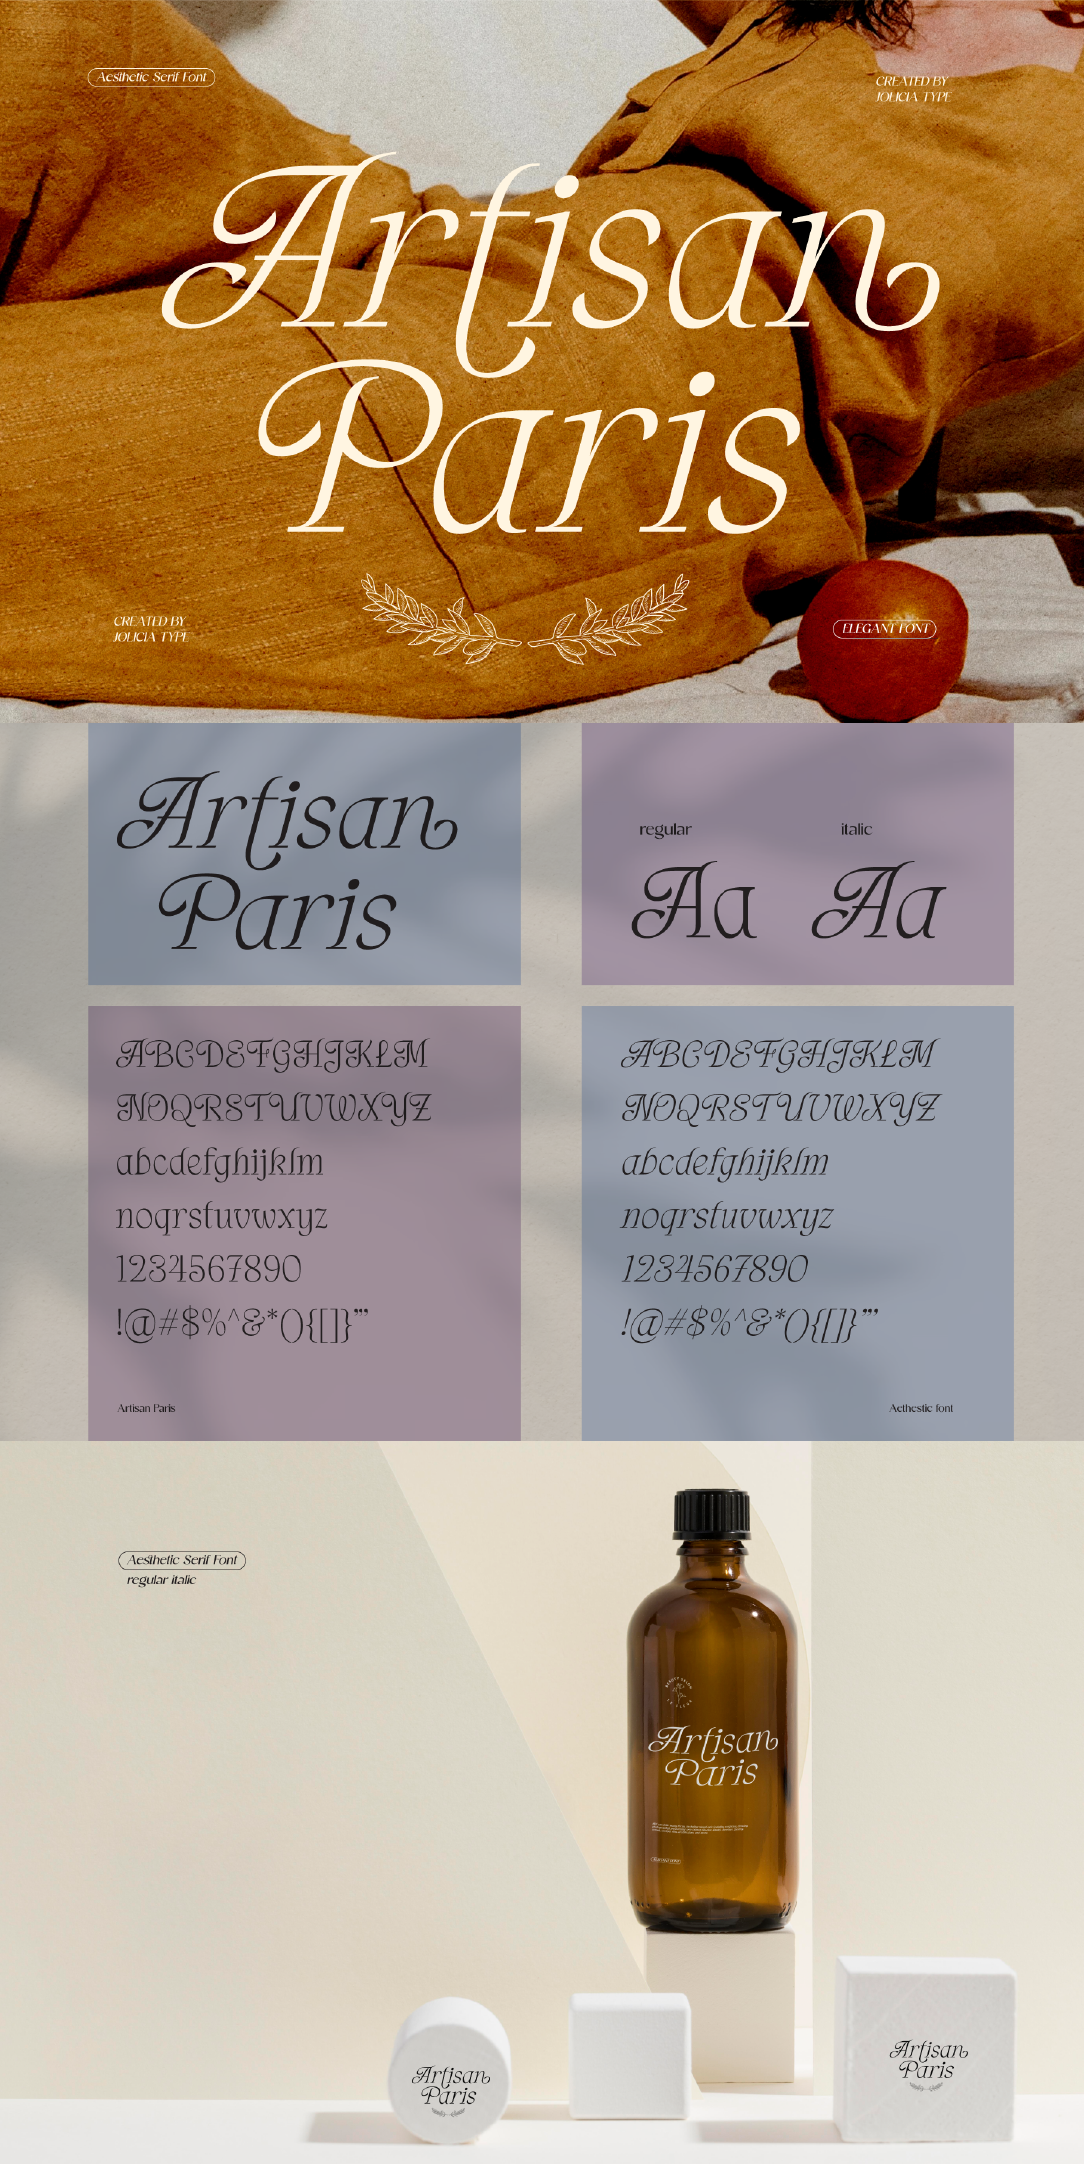 Aesthetic Serif Font
CREATED BY
JOLICIA TYPE
Artisan
Paris
CREATED BY
JOLICIA TYPE
ELEGANT FONT
Artisan
Paris
regular
italic
Aa
Aa
ABCDEFGHIJKLM
NOQRSTUVWXYZ
abcdefghijklm
noqrstuvwxyz
1234567890
!@#$%^&*(){[]}"'
Artisan Paris
ABCDEFGHIJKLM
NOQRSTUVWXYZ
abcdefghijklm
noqrstuvwxyz
1234567890
!@#$%^&*(){[]}"'
Aethestic font
Aesthetic Serif Font
regular italic
Artisan
Paris
ELEGANT FONT
Artisan
Paris
Artisan
Paris